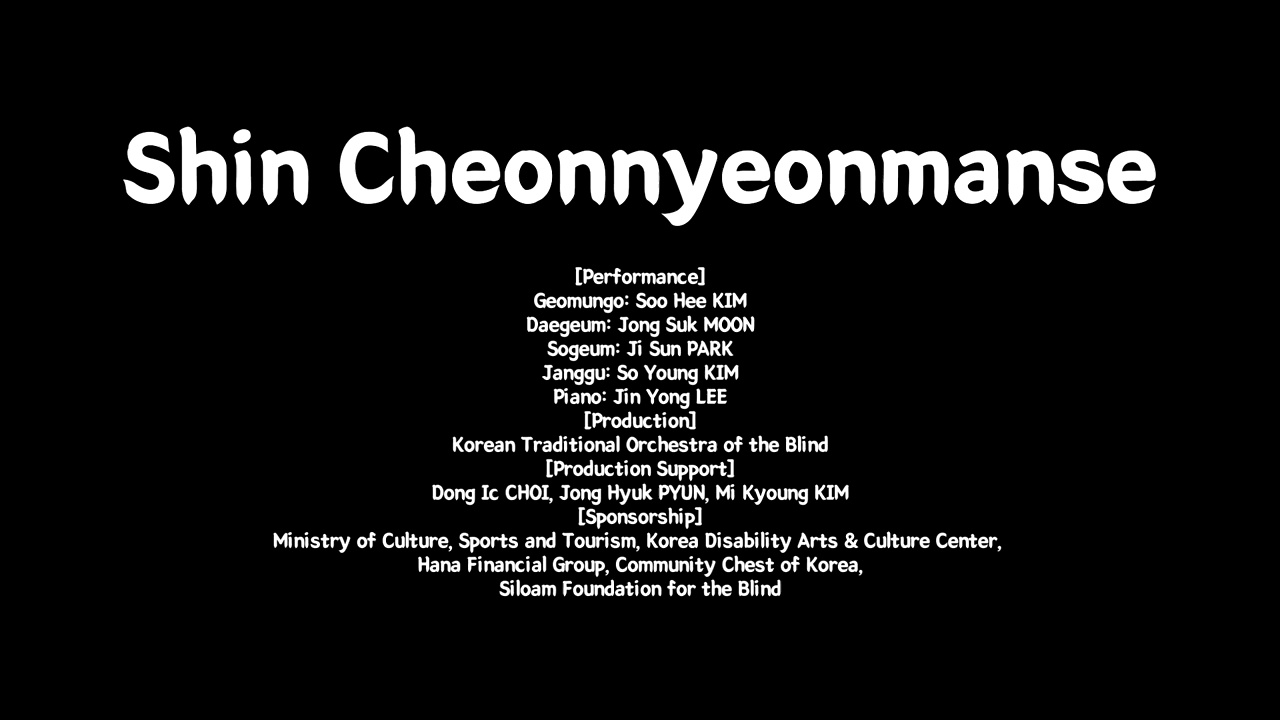 Shin Cheonnyeonmanse
[Performance]
Geomungo: Soo Hee KIM
Daegeum: Jong Suk MOON
Sogeum: Ji Sun PARK
Janggu: So Young KIM
Piano: Jin Yong LEE
[Production]
Korean Traditional Orchestra of the Blind
[Production Support]
Dong Ic CHOI, Jong Hyuk PYUN, Mi Kyoung KIM
[Sponsorship]
Ministry of Culture, Sports and Tourism, Korea Disability Arts & Culture Center,
Hana Financial Group, Community Chest of Korea,
Siloam Foundation for the Blind